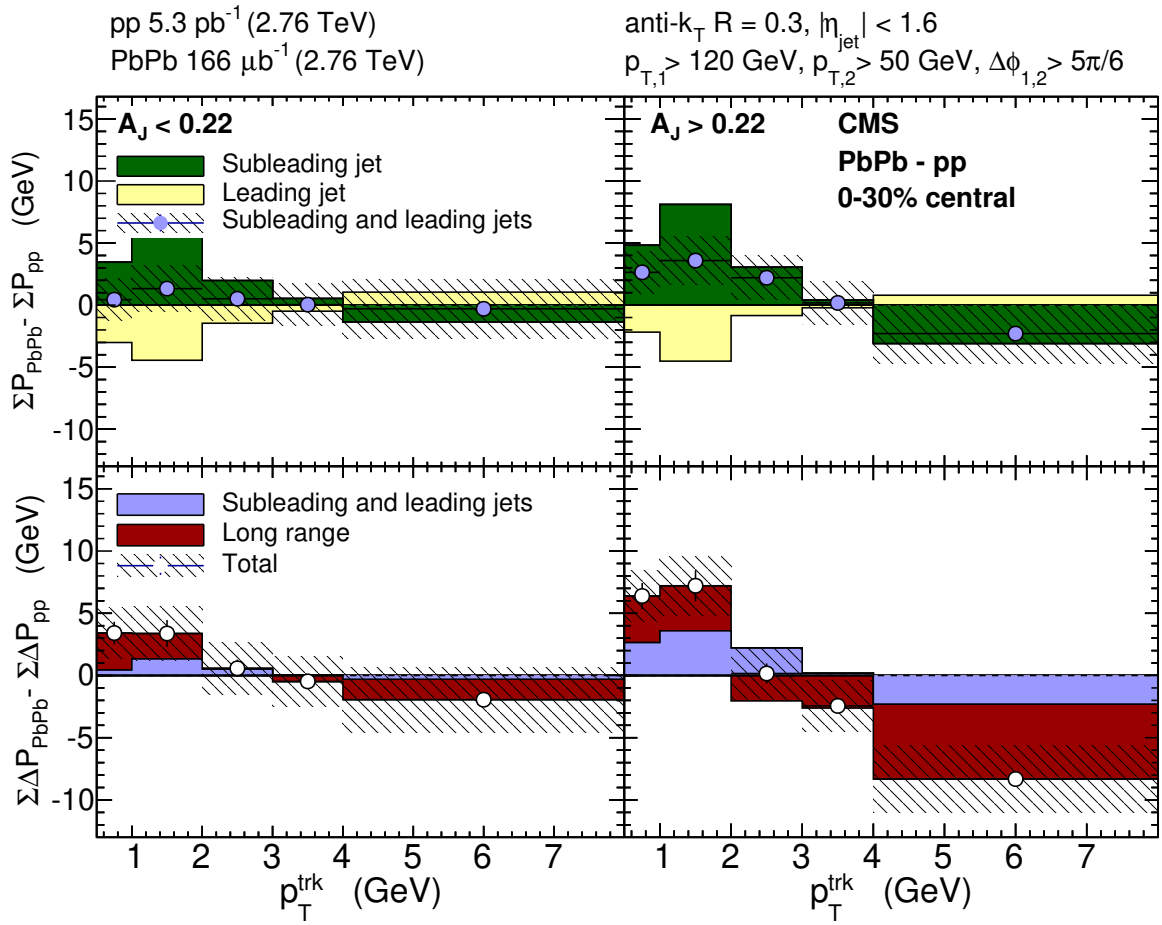 pp 5.3 pb⁻¹ (2.76 TeV)
PbPb 166 μb⁻¹ (2.76 TeV)
anti-k_T R = 0.3, |η_jet| < 1.6
p_T,1 > 120 GeV, p_T,2 > 50 GeV, Δϕ_1,2 > 5π/6
A_J < 0.22
Subleading jet
Leading jet
Subleading and leading jets
A_J > 0.22
CMS
PbPb - pp
0-30% central
ΣP_PbPb - ΣP_pp (GeV)
15
10
5
0
-5
-10
Subleading and leading jets
Long range
Total
ΣΔP_PbPb - ΣΔP_pp (GeV)
15
10
5
0
-5
-10
1 2 3 4 5 6 7
1 2 3 4 5 6 7
p_T^trk (GeV)
p_T^trk (GeV)